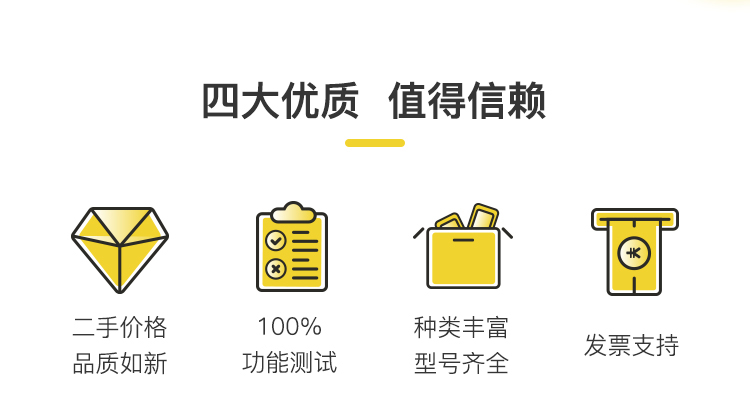 四大优质 值得信赖
二手价格
品质如新
100%
功能测试
种类丰富
型号齐全
发票支持